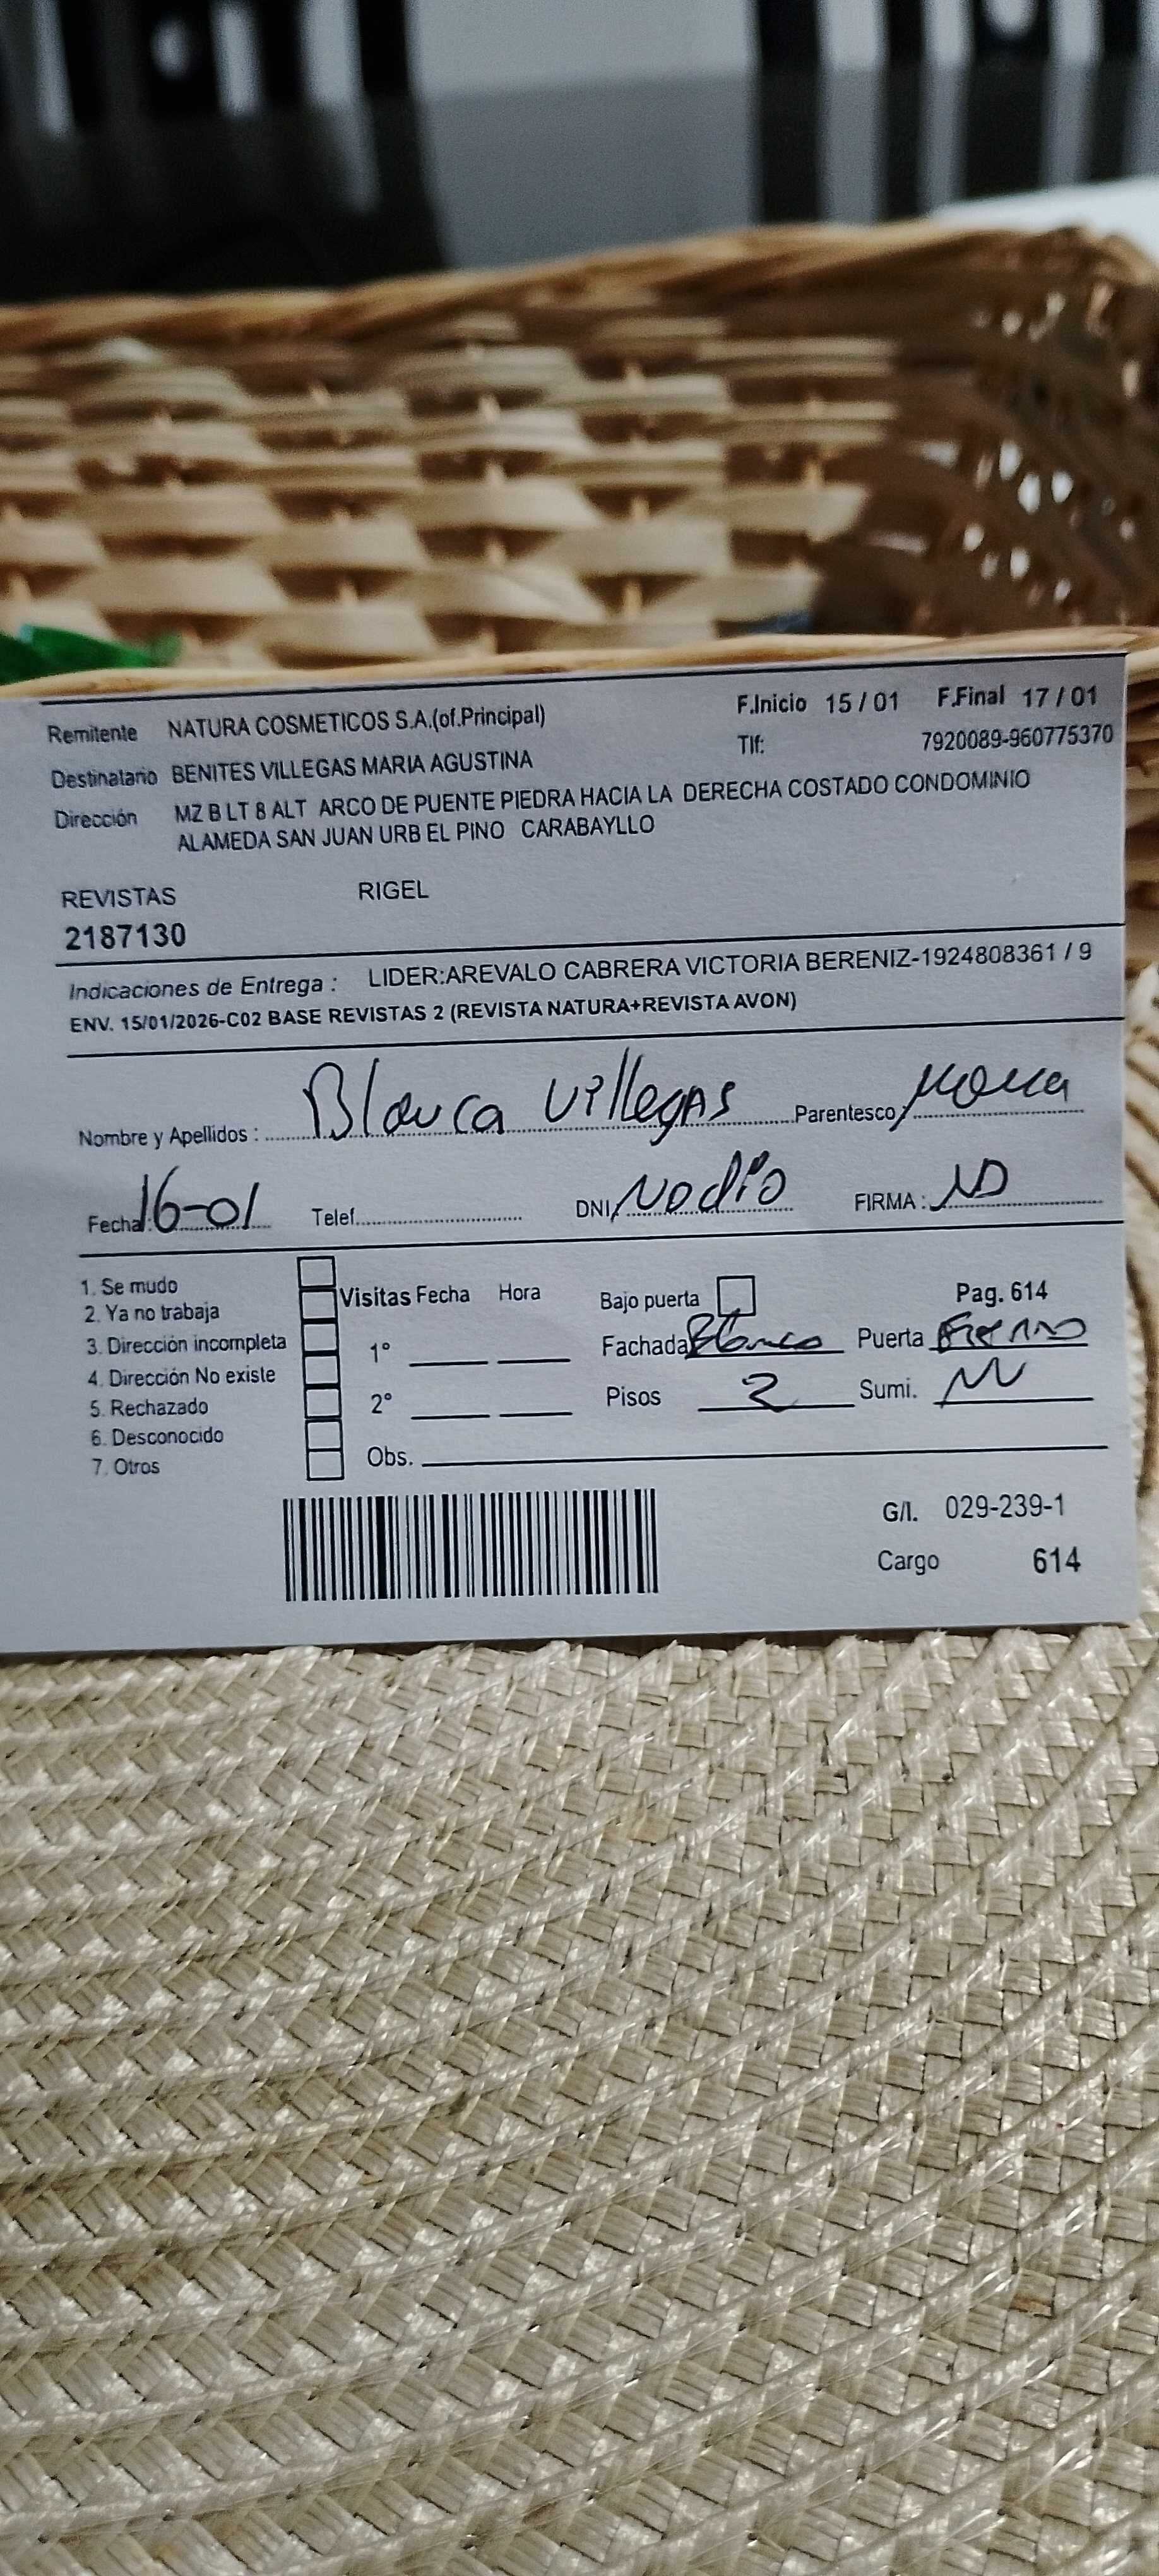 Remitente NATURA COSMETICOS S.A.(of.Principal) F.Inicio 15 / 01 F.Final 17 / 01
Destinatario BENITES VILLEGAS MARIA AGUSTINA Tlf: 7920089-960775370
Dirección MZ B LT 8 ALT ARCO DE PUENTE PIEDRA HACIA LA DERECHA COSTADO CONDOMINIO
ALAMEDA SAN JUAN URB EL PINO CARABAYLLO
REVISTAS RIGEL
2187130
Indicaciones de Entrega : LIDER:AREVALO CABRERA VICTORIA BERENIZ-1924808361 / 9
ENV. 15/01/2026-C02 BASE REVISTAS 2 (REVISTA NATURA+REVISTA AVON)
Nombre y Apellidos : Blanca Villegas Parentesco
Fecha: 16-01 Telef. DNI No dio FIRMA : ND
1. Se mudo
2. Ya no trabaja Visitas Fecha Hora Bajo puerta Pag. 614
3. Dirección incompleta 1° Fachada Blanco Puerta Fierro
4. Dirección No existe
5. Rechazado 2° Pisos 2 Sumi.
6. Desconocido
7. Otros Obs.
G/I. 029-239-1
Cargo 614